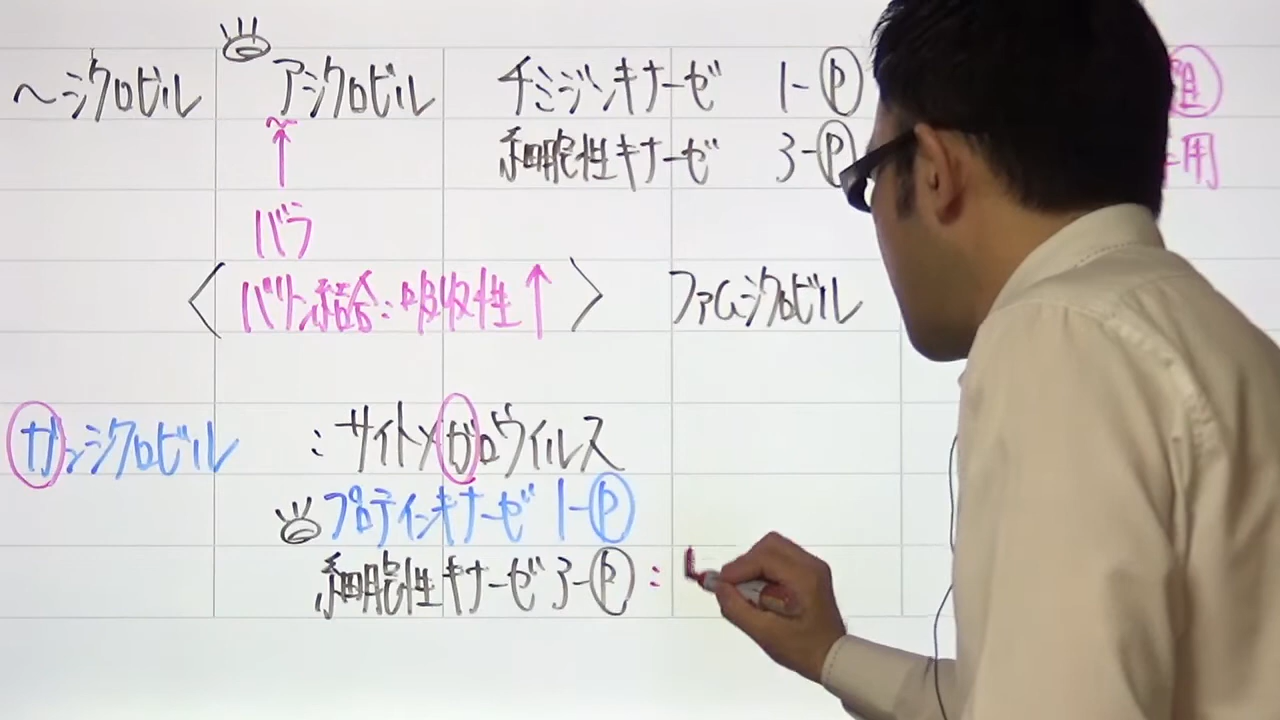 ～シクロビル アシクロビル チミジンキナーゼ 1-Ⓟ 阻
細胞性キナーゼ 3-Ⓟ 用
↑
バラ
〈バリン結合：吸収性↑〉 ファムシクロビル
ガンシクロビル ：サイトメガロウイルス
プロテインキナーゼ 1-Ⓟ
細胞性キナーゼ 3-Ⓟ：